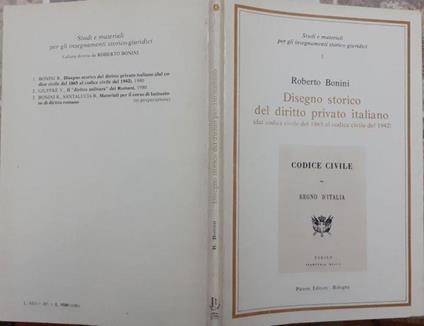 Studi e materiali
per gli insegnamenti storico-giuridici
Collana diretta da ROBERTO BONINI
1. BONINI R., Disegno storico del diritto privato italiano (dal codice civile del 1865 al codice civile del 1942), 1980
2. GIUFFRÈ V., Il "diritto militare" dei Romani, 1980
3. BONINI R., SANTALUCIA B., Materiali per il corso di Istituzioni di diritto romano (in preparazione)
Disegno storico del diritto privato italiano
R. Bonini
Studi e materiali
per gli insegnamenti storico-giuridici
1
Roberto Bonini
Disegno storico
del diritto privato italiano
(dal codice civile del 1865 al codice civile del 1942)
CODICE CIVILE
REGNO D'ITALIA
TORINO
STAMPERIA REALE
Pàtron Editore - Bologna